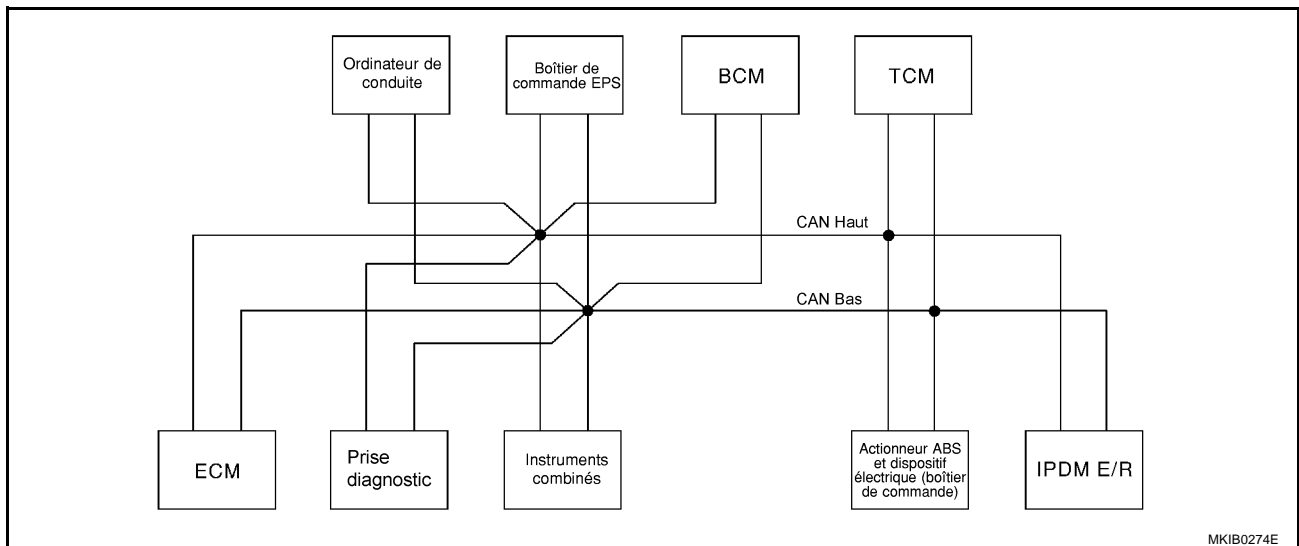 Ordinateur de
conduite
Boîtier de
commande EPS
BCM
TCM
CAN Haut
CAN Bas
ECM
Prise
diagnostic
Instruments
combinés
Actionneur ABS
et dispositif
électrique (boîtier
de commande)
IPDM E/R
MKIB0274E